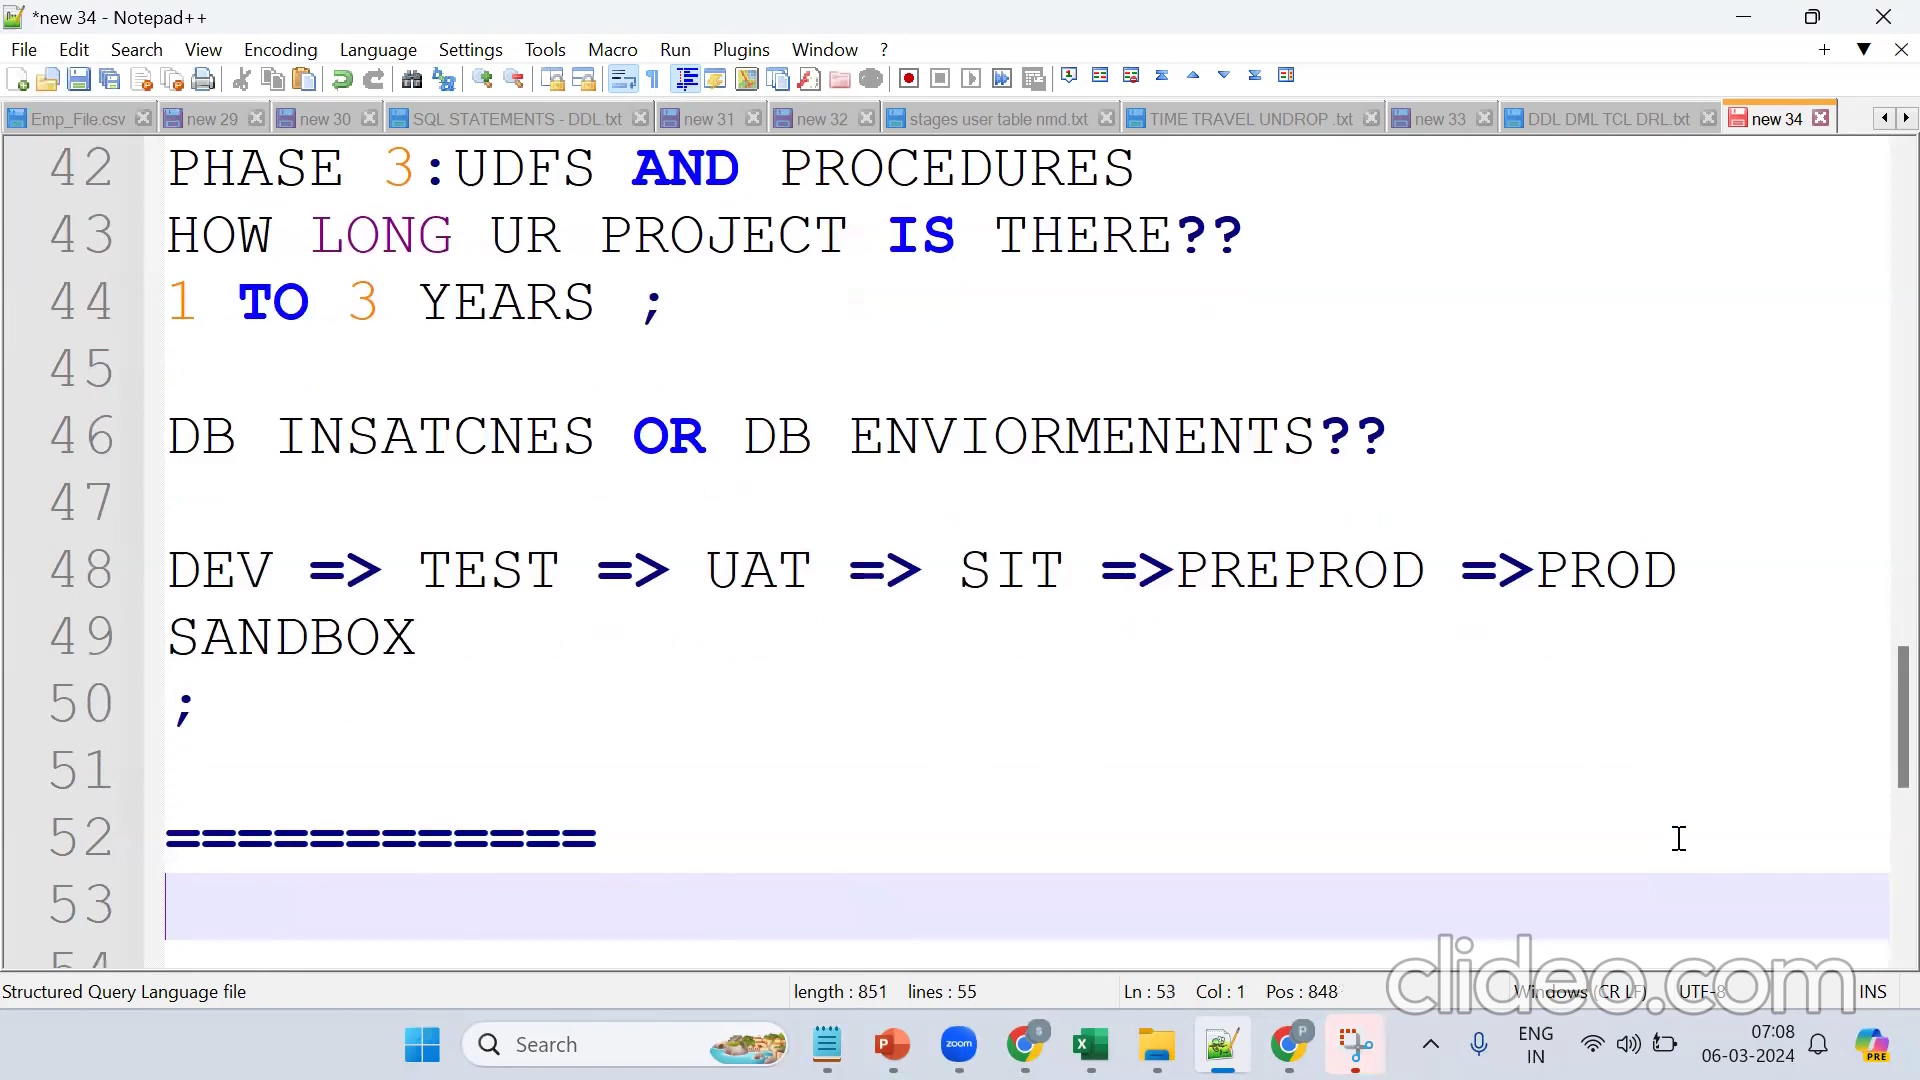 *new 34 - Notepad++
File Edit Search View Encoding Language Settings Tools Macro Run Plugins Window ?
Emp_File.csv new 29 new 30 SQL STATEMENTS - DDL.txt new 31 new 32 stages user table nmd.txt TIME TRAVEL UNDROP .txt new 33 DDL DML TCL DRL.txt new 34
42 PHASE 3:UDFS AND PROCEDURES
43 HOW LONG UR PROJECT IS THERE??
44 1 TO 3 YEARS ;
45
46 DB INSATCNES OR DB ENVIORMENENTS??
47
48 DEV => TEST => UAT => SIT =>PREPROD =>PROD
49 SANDBOX
50 ;
51
52 ============
53
54
clideo.com
Structured Query Language file length : 851 lines : 55 Ln : 53 Col : 1 Pos : 848 Windows (CR LF) UTF-8 INS
Search zoom ENG 07:08
IN 06-03-2024 PRE